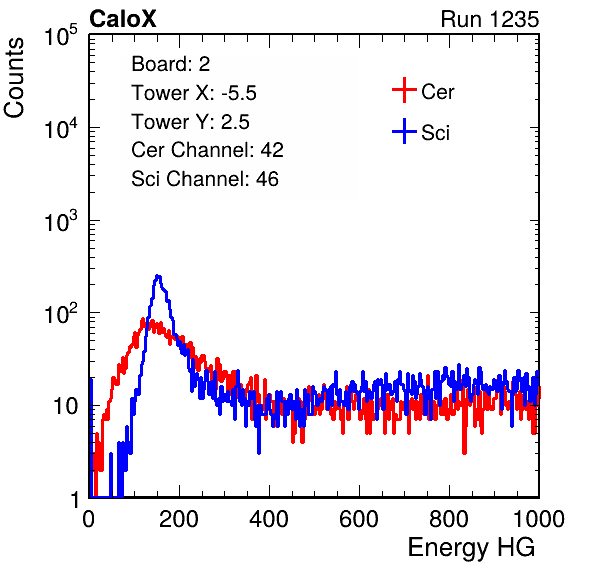 CaloX Run 1235
Counts
10^5
10^4
10^3
10^2
10
1
Board: 2
Tower X: -5.5
Tower Y: 2.5
Cer Channel: 42
Sci Channel: 46
Cer
Sci
0 200 400 600 800 1000
Energy HG